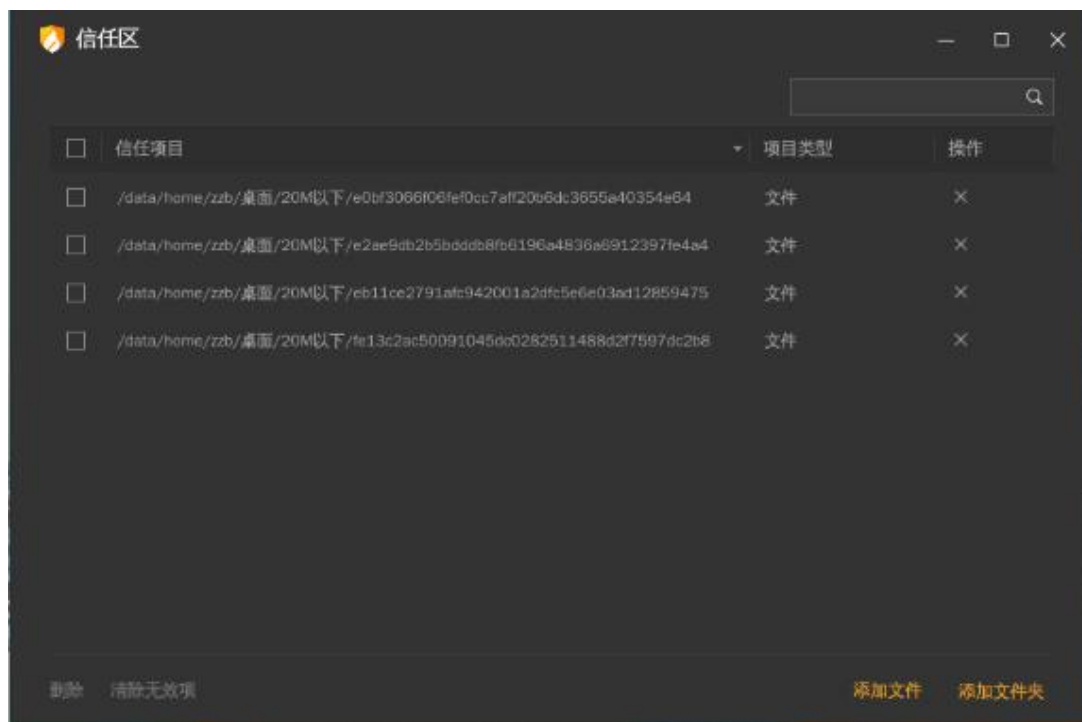 信任区
信任项目 项目类型 操作
/data/home/zzb/桌面/20M以下/e0bf3066f06fef0cc7aff20b6dc3655a40354e64 文件
/data/home/zzb/桌面/20M以下/e2ae9db2b5bdddb8fb6196a4836a6912397fe4a4 文件
/data/home/zzb/桌面/20M以下/eb11ce2791afc942001a2dfc5e6e03ad12859475 文件
/data/home/zzb/桌面/20M以下/fe13c2ac50091045dc0282511488d2f7597dc2b8 文件
删除 清除无效项 添加文件 添加文件夹